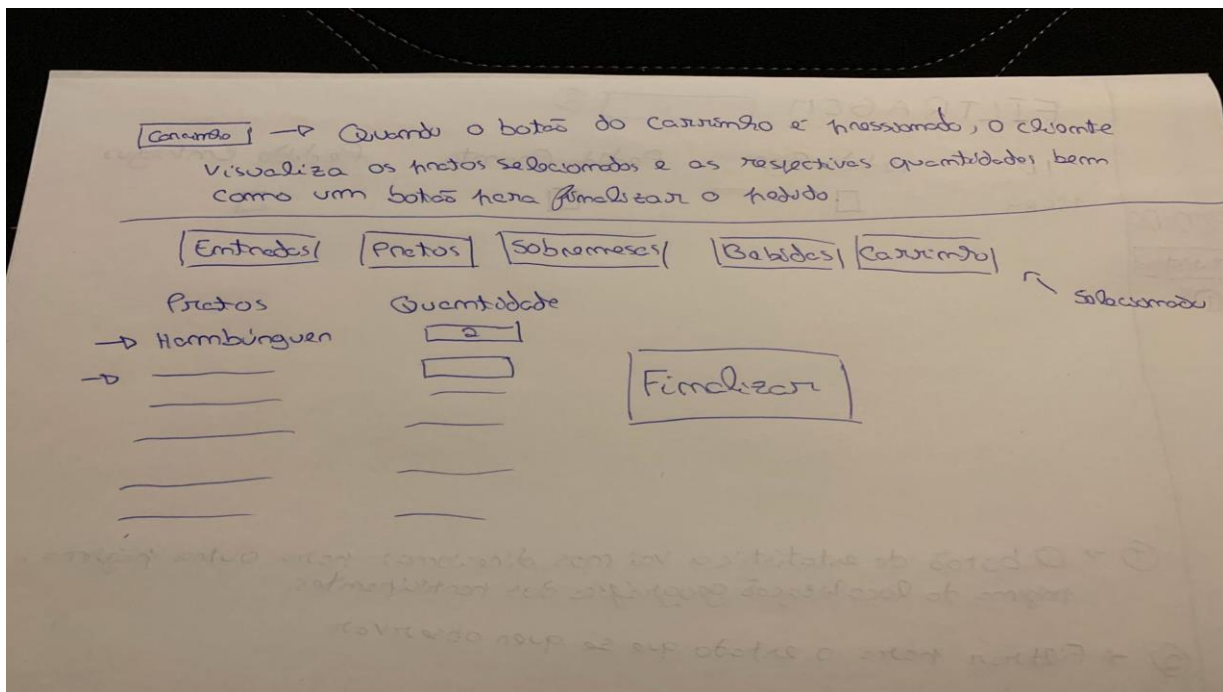 Carrinho → Quando o botão do carrinho é pressionado, o cliente
visualiza os pratos selecionados e as respectivas quantidades, bem
como um botão para finalizar o pedido.
Entradas Pratos Sobremesas Bebidas Carrinho
Selecionado
Pratos Quantidade
→ Hambúrguer 2
→
Finalizar